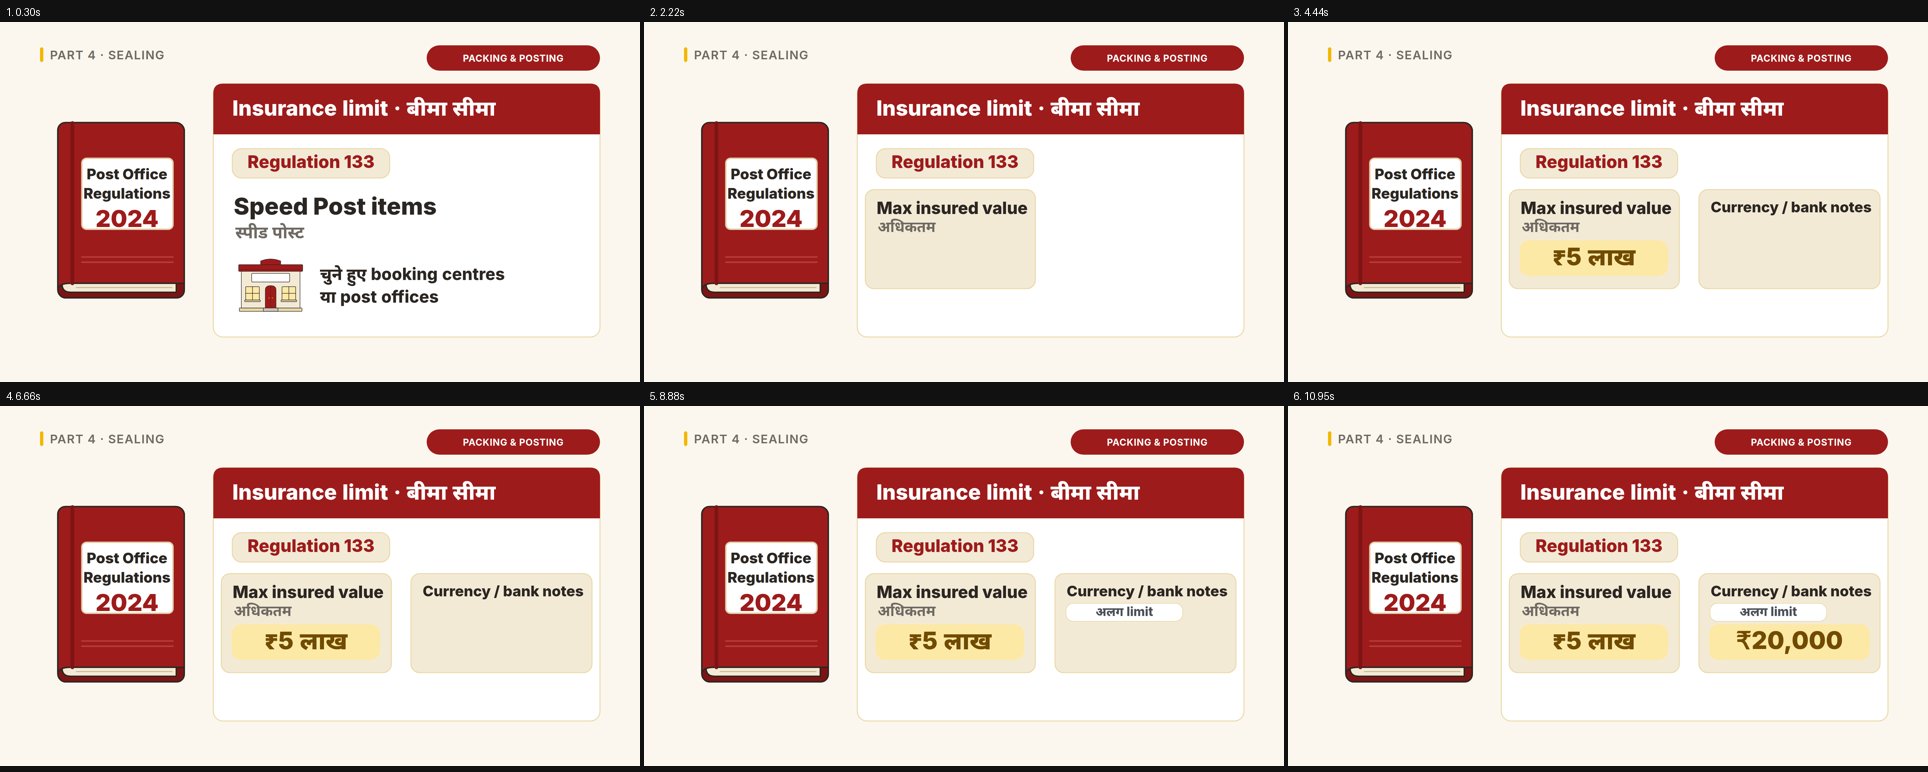 1. 0.30s
PART 4 · SEALING
PACKING & POSTING
Post Office
Regulations
2024
Insurance limit · बीमा सीमा
Regulation 133
Speed Post items
स्पीड पोस्ट
चुने हुए booking centres
या post offices
2. 2.22s
PART 4 · SEALING
PACKING & POSTING
Post Office
Regulations
2024
Insurance limit · बीमा सीमा
Regulation 133
Max insured value
अधिकतम
3. 4.44s
PART 4 · SEALING
PACKING & POSTING
Post Office
Regulations
2024
Insurance limit · बीमा सीमा
Regulation 133
Max insured value
अधिकतम
₹5 लाख
Currency / bank notes
4. 6.66s
PART 4 · SEALING
PACKING & POSTING
Post Office
Regulations
2024
Insurance limit · बीमा सीमा
Regulation 133
Max insured value
अधिकतम
₹5 लाख
Currency / bank notes
5. 8.88s
PART 4 · SEALING
PACKING & POSTING
Post Office
Regulations
2024
Insurance limit · बीमा सीमा
Regulation 133
Max insured value
अधिकतम
₹5 लाख
Currency / bank notes
अलग limit
6. 10.95s
PART 4 · SEALING
PACKING & POSTING
Post Office
Regulations
2024
Insurance limit · बीमा सीमा
Regulation 133
Max insured value
अधिकतम
₹5 लाख
Currency / bank notes
अलग limit
₹20,000